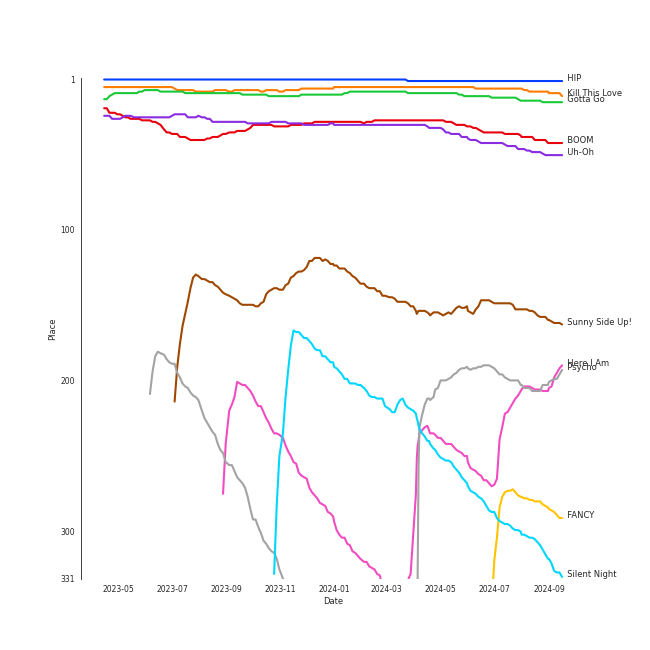 1
HIP
Kill This Love
Gotta Go
BOOM
Uh-Oh
100
Sunny Side Up!
Place
200
Here I Am
Psycho
300
FANCY
331
Silent Night
2023-05 2023-07 2023-09 2023-11 2024-01 2024-03 2024-05 2024-07 2024-09
Date